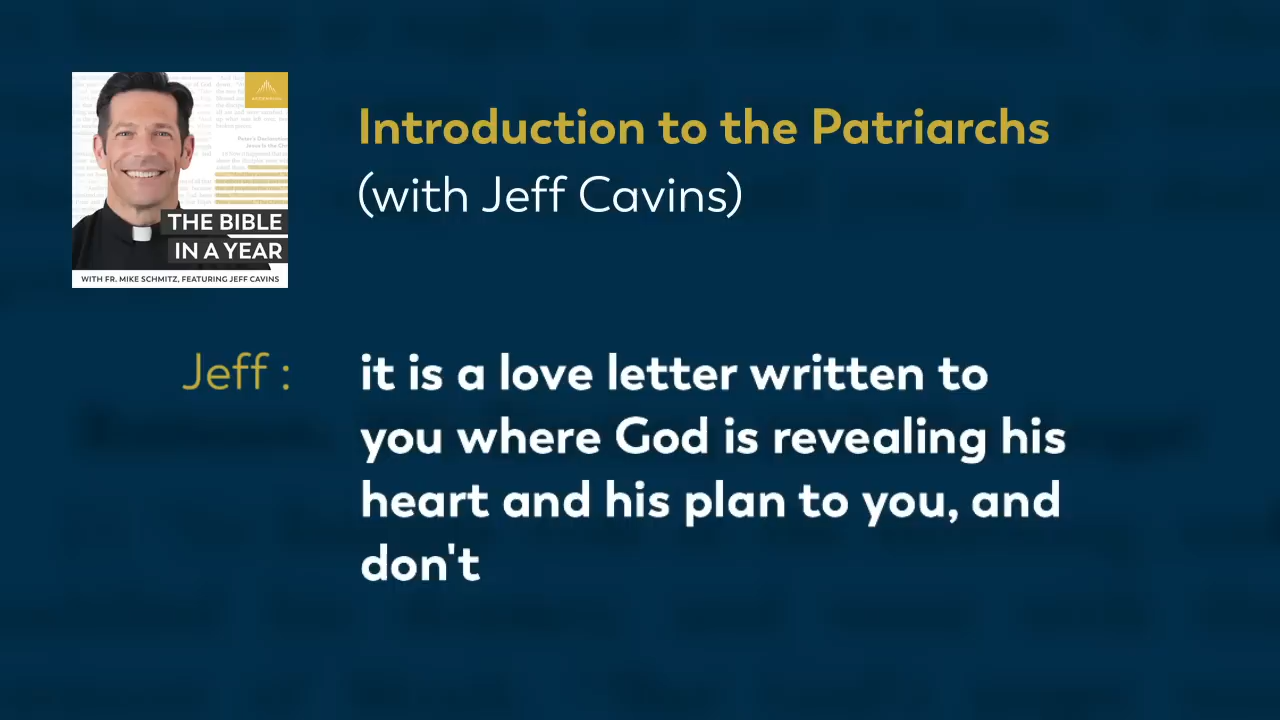 Introduction to the Patriarchs
(with Jeff Cavins)
THE BIBLE
IN A YEAR
WITH FR. MIKE SCHMITZ, FEATURING JEFF CAVINS
Jeff :
it is a love letter written to
you where God is revealing his
heart and his plan to you, and
don't